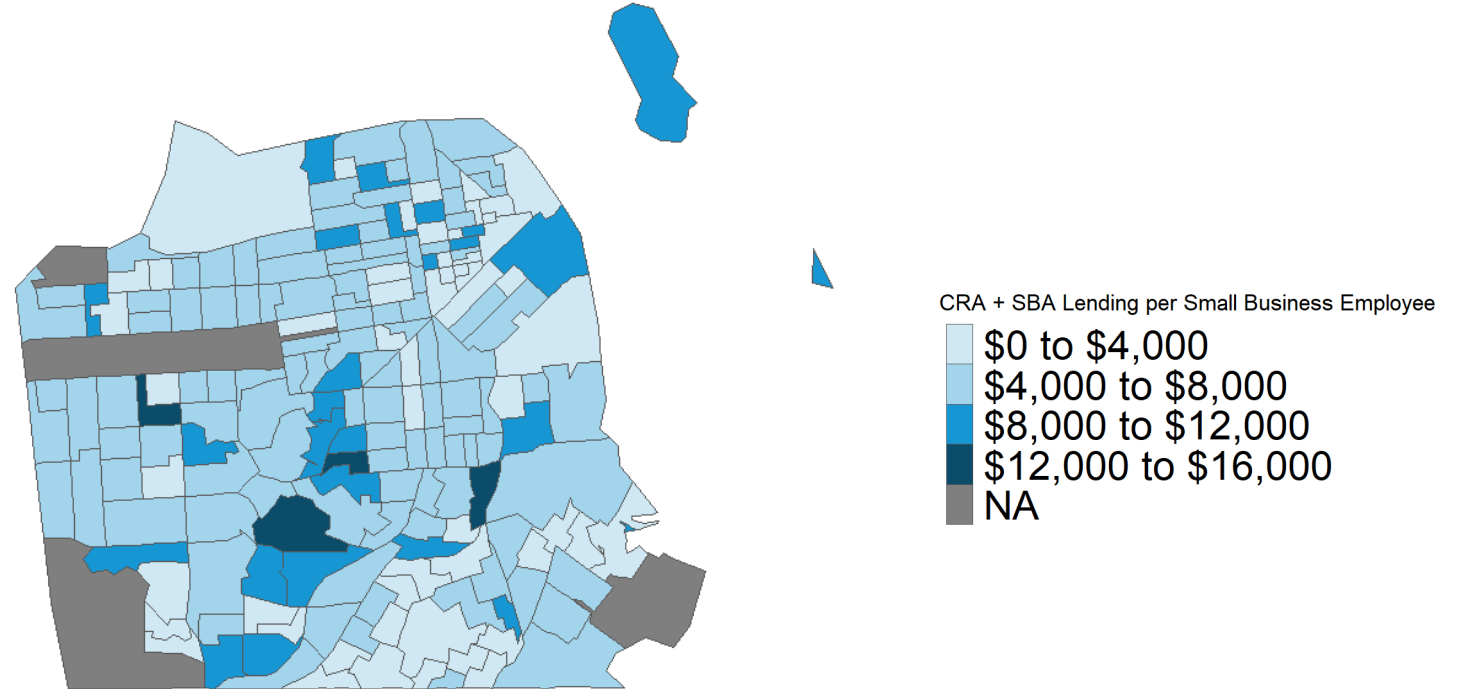 CRA + SBA Lending per Small Business Employee
$0 to $4,000
$4,000 to $8,000
$8,000 to $12,000
$12,000 to $16,000
NA